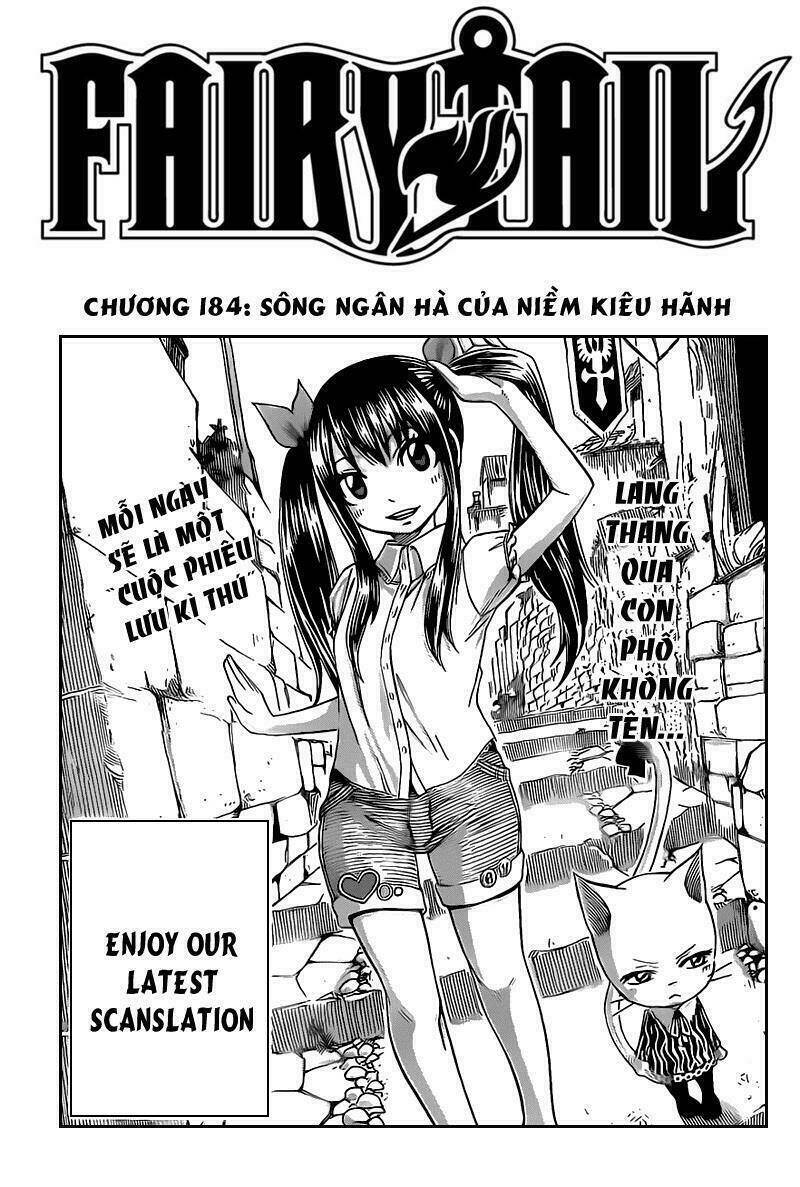 FAIRY TAIL
CHƯƠNG 184: SÔNG NGÂN HÀ CỦA NIỀM KIÊU HÃNH
MỖI NGÀY
SẼ LÀ MỘT
"CUỘC PHIÊU
LƯU KÌ THÚ"
LANG
THANG
QUA
CON
PHỐ
KHÔNG
TÊN...
ENJOY OUR
LATEST
SCANSLATION